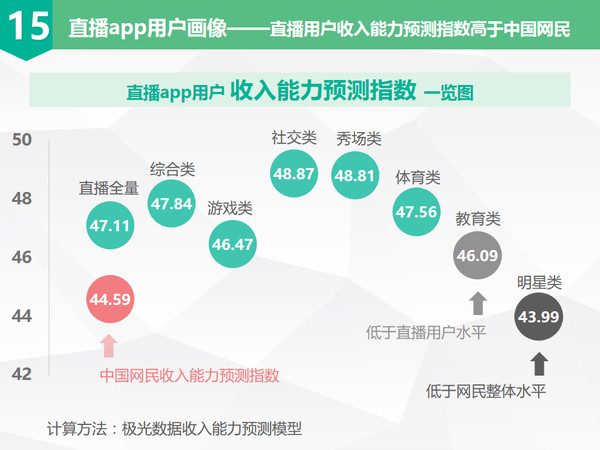 15
直播app用户画像——直播用户收入能力预测指数高于中国网民
直播app用户 收入能力预测指数 一览图
50
48
46
44
42
直播全量
47.11
44.59
中国网民收入能力预测指数
综合类
47.84
游戏类
46.47
社交类
48.87
秀场类
48.81
体育类
47.56
教育类
46.09
低于直播用户水平
明星类
43.99
低于网民整体水平
计算方法：极光数据收入能力预测模型